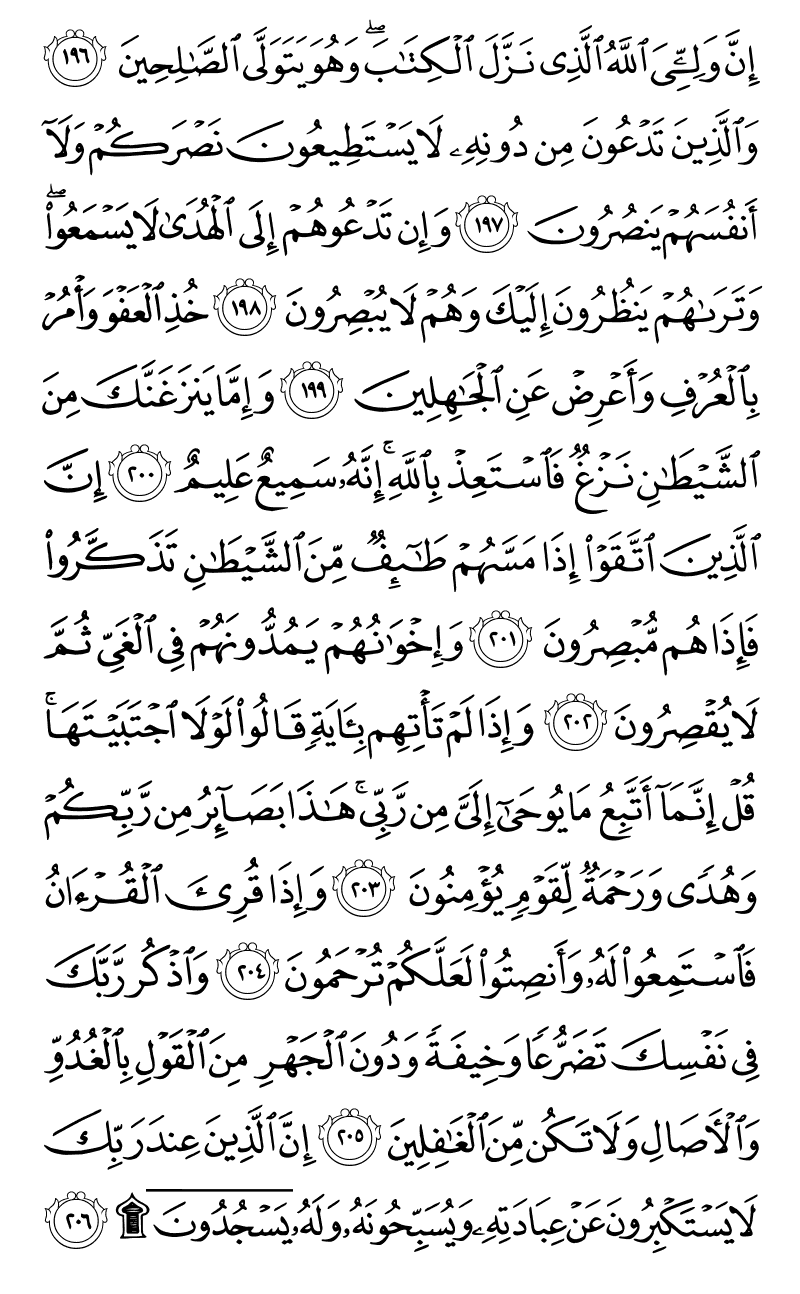 إِنَّ وَلِـِّۧيَ ٱللَّهُ ٱلَّذِى نَزَّلَ ٱلْكِتَٰبَ ۖ وَهُوَ يَتَوَلَّى ٱلصَّٰلِحِينَ ١٩٦
وَٱلَّذِينَ تَدْعُونَ مِن دُونِهِۦ لَا يَسْتَطِيعُونَ نَصْرَكُمْ وَلَآ
أَنفُسَهُمْ يَنصُرُونَ ١٩٧ وَإِن تَدْعُوهُمْ إِلَى ٱلْهُدَىٰ لَا يَسْمَعُوا۟ ۖ
وَتَرَىٰهُمْ يَنظُرُونَ إِلَيْكَ وَهُمْ لَا يُبْصِرُونَ ١٩٨ خُذِ ٱلْعَفْوَ وَأْمُرْ
بِٱلْعُرْفِ وَأَعْرِضْ عَنِ ٱلْجَٰهِلِينَ ١٩٩ وَإِمَّا يَنزَغَنَّكَ مِنَ
ٱلشَّيْطَٰنِ نَزْغٌ فَٱسْتَعِذْ بِٱللَّهِ ۚ إِنَّهُۥ سَمِيعٌ عَلِيمٌ ٢٠٠ إِنَّ
ٱلَّذِينَ ٱتَّقَوْا۟ إِذَا مَسَّهُمْ طَٰٓئِفٌ مِّنَ ٱلشَّيْطَٰنِ تَذَكَّرُوا۟
فَإِذَا هُم مُّبْصِرُونَ ٢٠١ وَإِخْوَٰنُهُمْ يَمُدُّونَهُمْ فِى ٱلْغَىِّ ثُمَّ
لَا يُقْصِرُونَ ٢٠٢ وَإِذَا لَمْ تَأْتِهِم بِـَٔايَةٍ قَالُوا۟ لَوْلَا ٱجْتَبَيْتَهَا ۚ
قُلْ إِنَّمَآ أَتَّبِعُ مَا يُوحَىٰٓ إِلَىَّ مِن رَّبِّى ۚ هَٰذَا بَصَآئِرُ مِن رَّبِّكُمْ
وَهُدًى وَرَحْمَةٌ لِّقَوْمٍ يُؤْمِنُونَ ٢٠٣ وَإِذَا قُرِئَ ٱلْقُرْءَانُ
فَٱسْتَمِعُوا۟ لَهُۥ وَأَنصِتُوا۟ لَعَلَّكُمْ تُرْحَمُونَ ٢٠٤ وَٱذْكُر رَّبَّكَ
فِى نَفْسِكَ تَضَرُّعًا وَخِيفَةً وَدُونَ ٱلْجَهْرِ مِنَ ٱلْقَوْلِ بِٱلْغُدُوِّ
وَٱلْءَاصَالِ وَلَا تَكُن مِّنَ ٱلْغَٰفِلِينَ ٢٠٥ إِنَّ ٱلَّذِينَ عِندَ رَبِّكَ
لَا يَسْتَكْبِرُونَ عَنْ عِبَادَتِهِۦ وَيُسَبِّحُونَهُۥ وَلَهُۥ يَسْجُدُونَ ۩ ٢٠٦